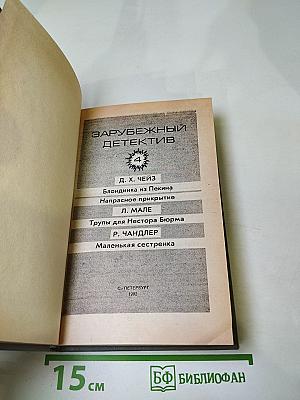 ЗАРУБЕЖНЫЙ
ДЕТЕКТИВ
4
Д. Х. ЧЕЙЗ
Блондинка из Пекина
Напрасное прикрытие
Л. МАЛЕ
Трупы для Нестора Бюрма
Р. ЧАНДЛЕР
Маленькая сестренка
С.-ПЕТЕРБУРГ
1992
15 см
БФ БИБЛИОФАН